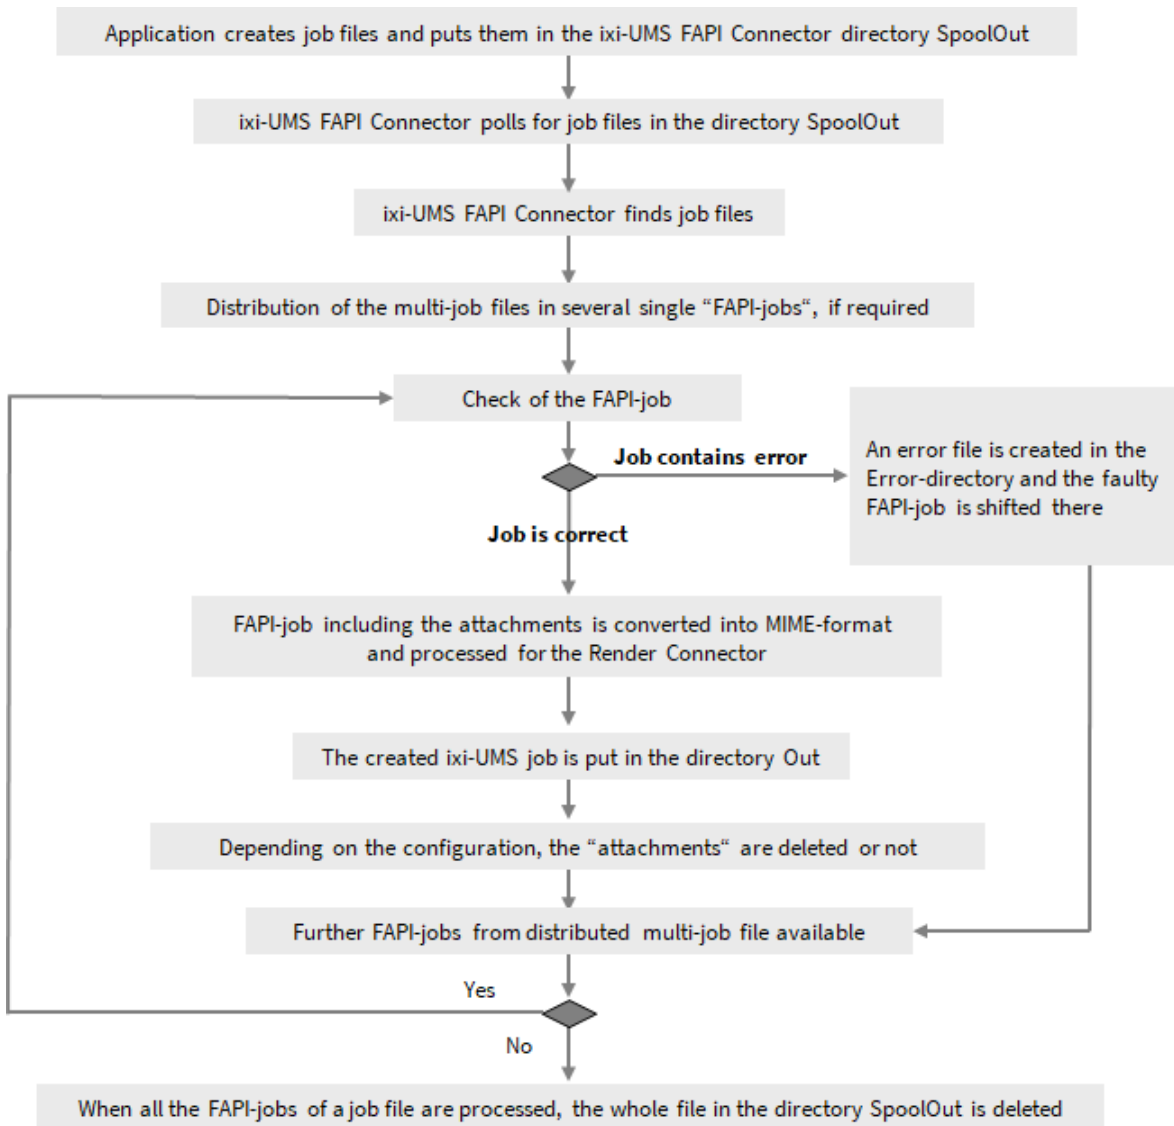 Application creates job files and puts them in the ixi-UMS FAPI Connector directory SpoolOut
ixi-UMS FAPI Connector polls for job files in the directory SpoolOut
ixi-UMS FAPI Connector finds job files
Distribution of the multi-job files in several single “FAPI-jobs“, if required
Check of the FAPI-job
Job contains error
An error file is created in the
Error-directory and the faulty
FAPI-job is shifted there
Job is correct
FAPI-job including the attachments is converted into MIME-format
and processed for the Render Connector
The created ixi-UMS job is put in the directory Out
Depending on the configuration, the “attachments“ are deleted or not
Further FAPI-jobs from distributed multi-job file available
Yes
No
When all the FAPI-jobs of a job file are processed, the whole file in the directory SpoolOut is deleted